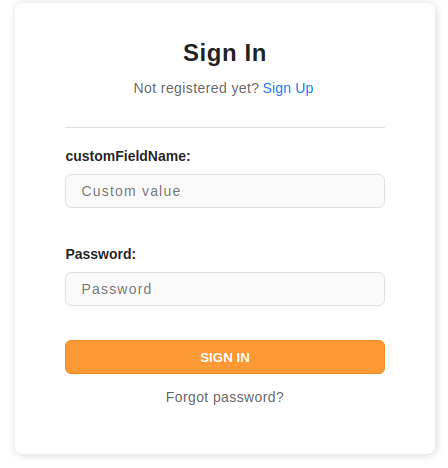 Sign In
Not registered yet? Sign Up
customFieldName:
Custom value
Password:
Password
SIGN IN
Forgot password?